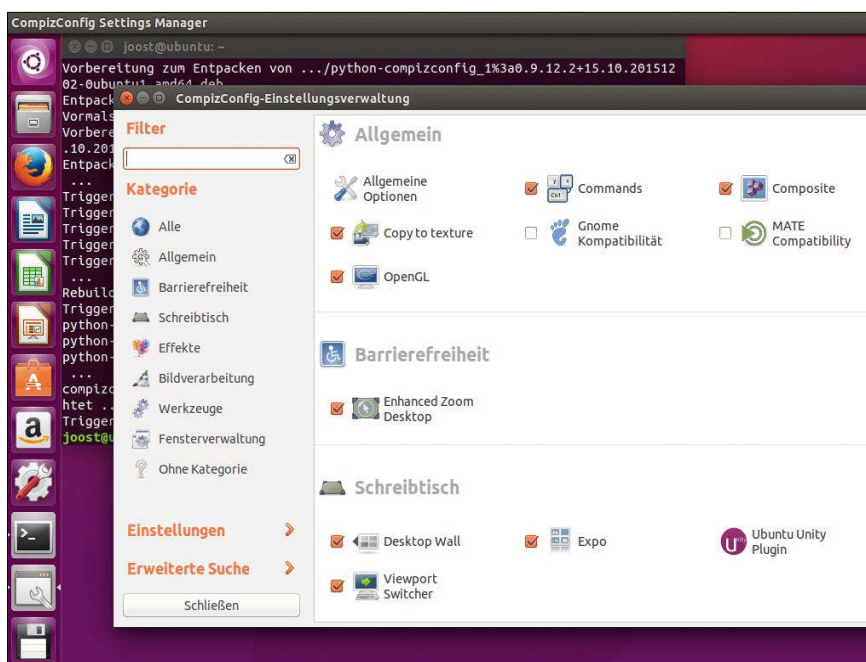 CompizConfig Settings Manager
joost@ubuntu: ~
Vorbereitung zum Entpacken von .../python-compizconfig_1%3a0.9.12.2+15.10.201512
02-0ubuntu1_amd64.deb
Entpack
Vormals
Vorbere
.10.201
Entpack
...
Trigger
Trigger
Trigger
Trigger
Trigger
...
Rebuild
Trigger
python-
python-
python-
...
compizc
htet ..
Trigger
joost@u
CompizConfig-Einstellungsverwaltung
Filter
Kategorie
Alle
Allgemein
Barrierefreiheit
Schreibtisch
Effekte
Bildverarbeitung
Werkzeuge
Fensterverwaltung
Ohne Kategorie
Einstellungen
Erweiterte Suche
Schließen
Allgemein
Allgemeine
Optionen
Commands
Composite
Copy to texture
Gnome
Kompatibilität
MATE
Compatibility
OpenGL
Barrierefreiheit
Enhanced Zoom
Desktop
Schreibtisch
Desktop Wall
Expo
Ubuntu Unity
Plugin
Viewport
Switcher